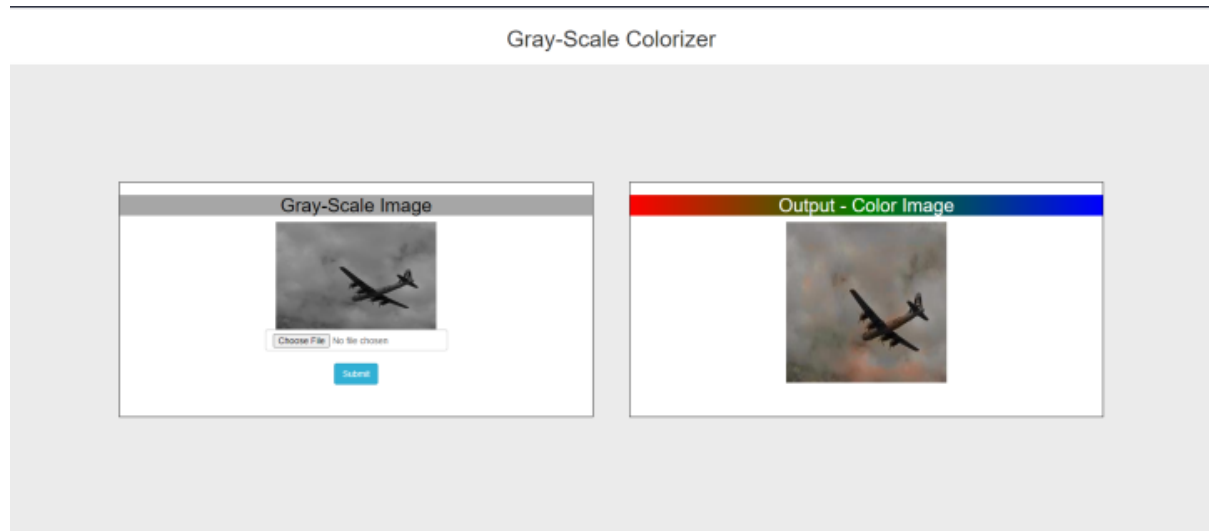 Gray-Scale Colorizer
Gray-Scale Image
Choose File No file chosen
Submit
Output - Color Image